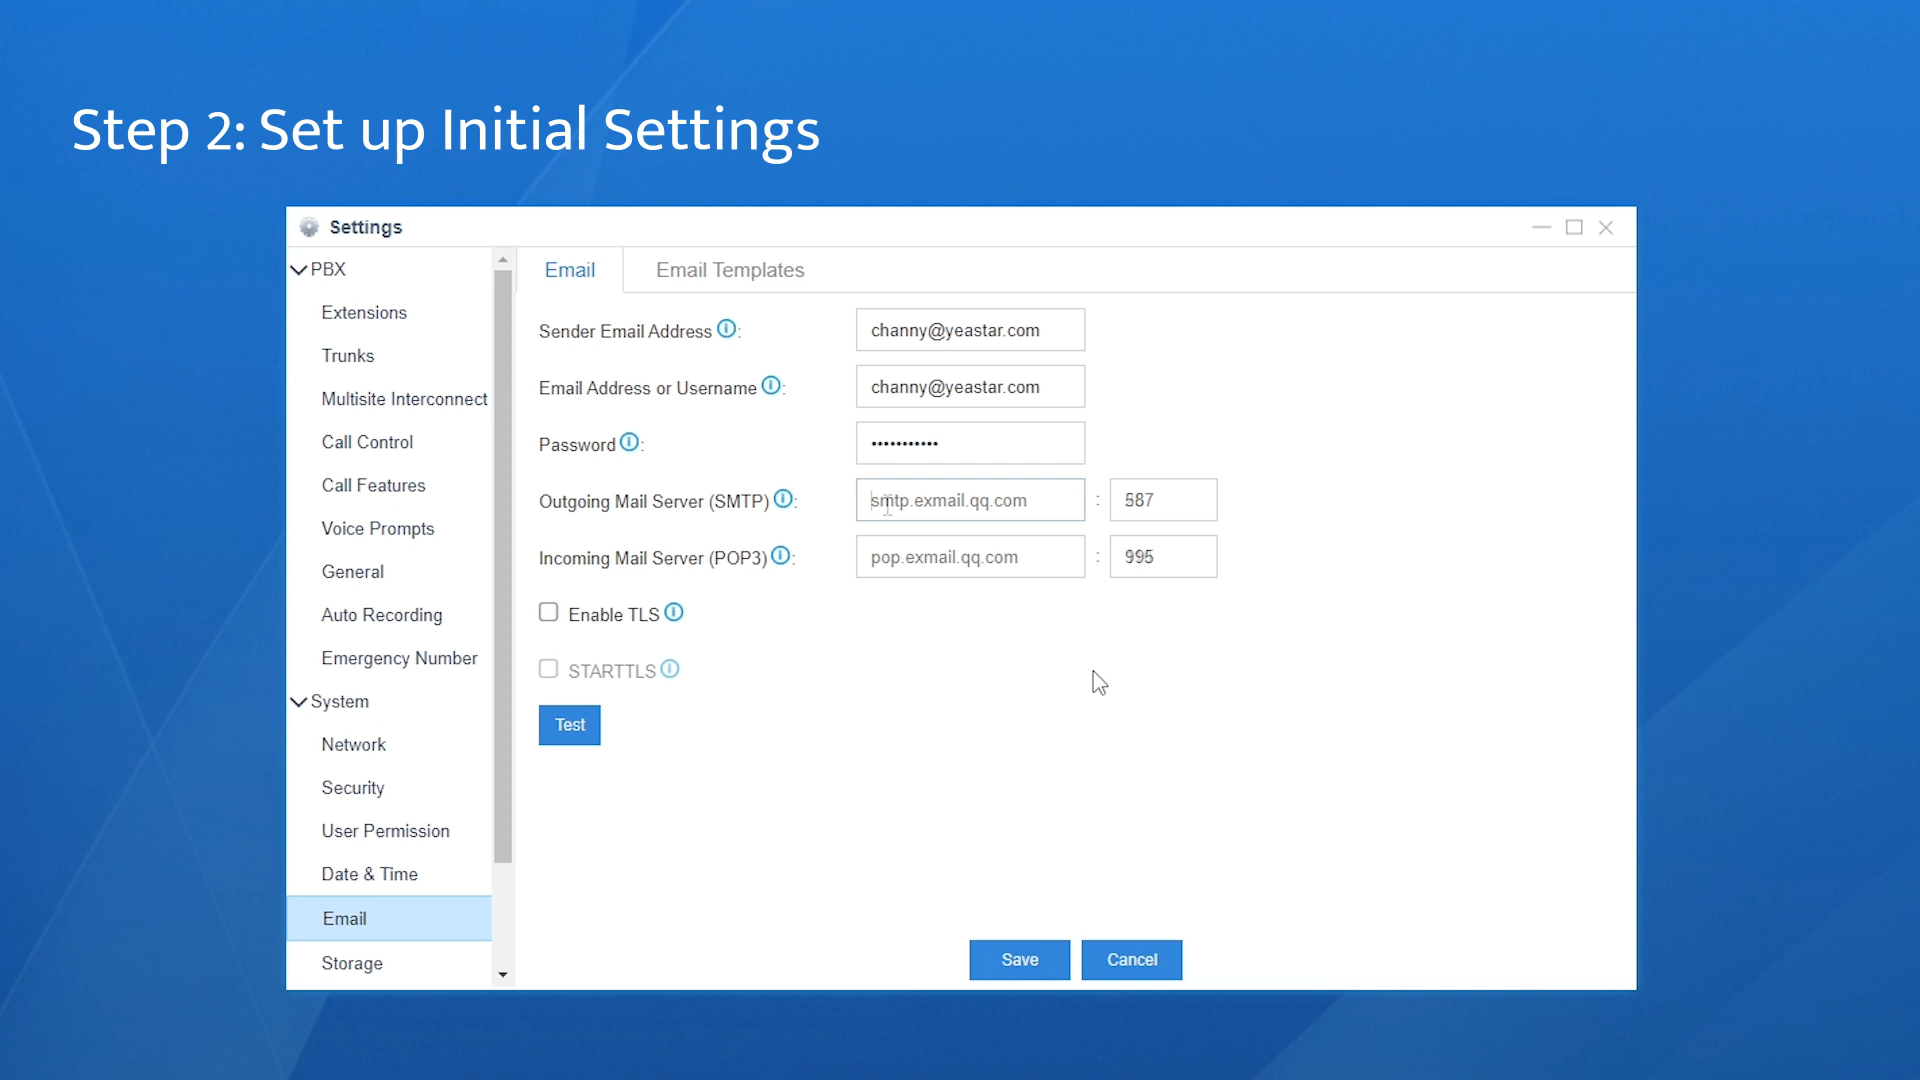 Step 2: Set up Initial Settings
Settings
PBX
Extensions
Trunks
Multisite Interconnect
Call Control
Call Features
Voice Prompts
General
Auto Recording
Emergency Number
System
Network
Security
User Permission
Date & Time
Email
Storage
Email Email Templates
Sender Email Address : channy@yeastar.com
Email Address or Username : channy@yeastar.com
Password : •••••••••••
Outgoing Mail Server (SMTP) : smtp.exmail.qq.com : 587
Incoming Mail Server (POP3) : pop.exmail.qq.com : 995
Enable TLS
STARTTLS
Test
Save Cancel